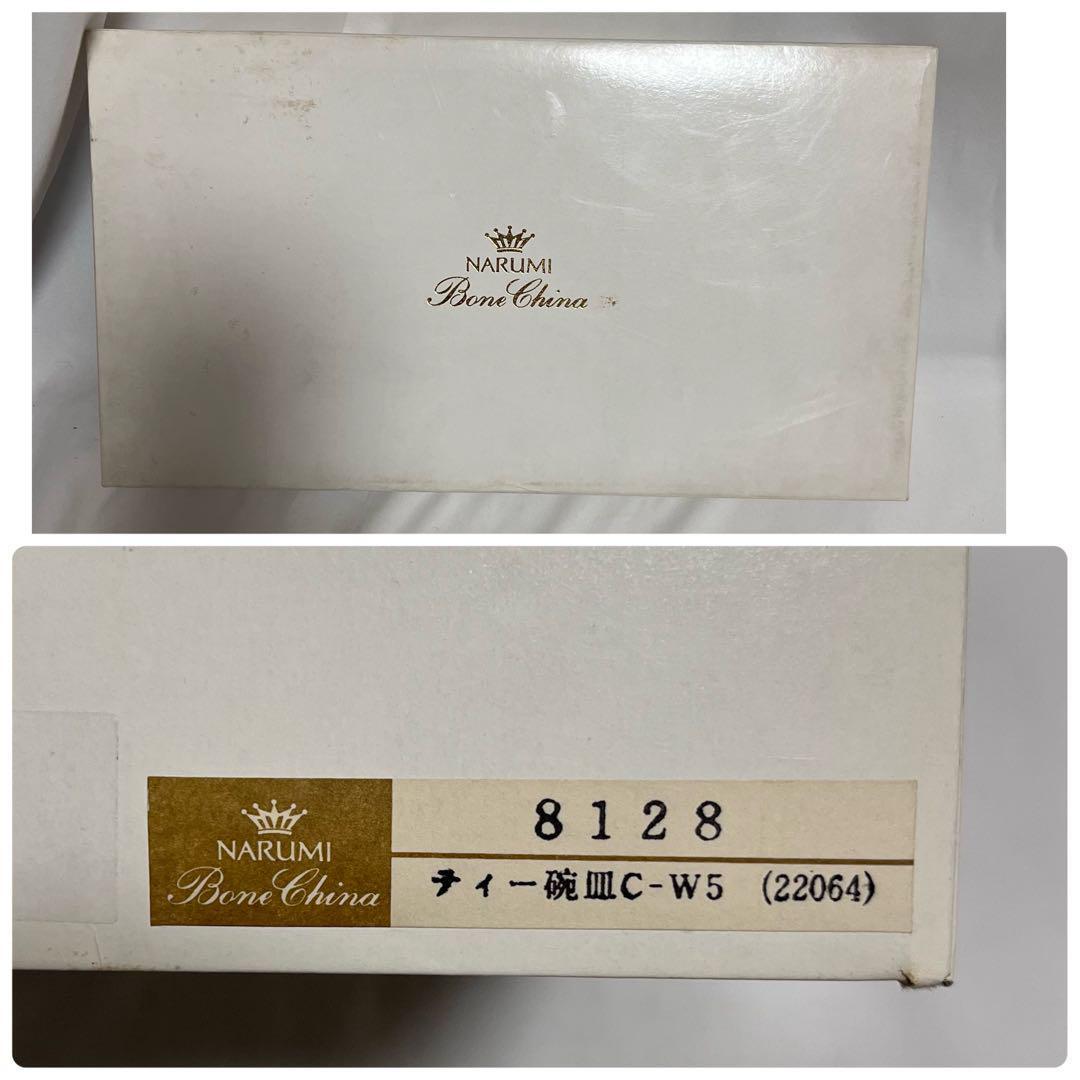 NARUMI
Bone China
NARUMI
Bone China
8128
ティー碗皿C-W5 (22064)